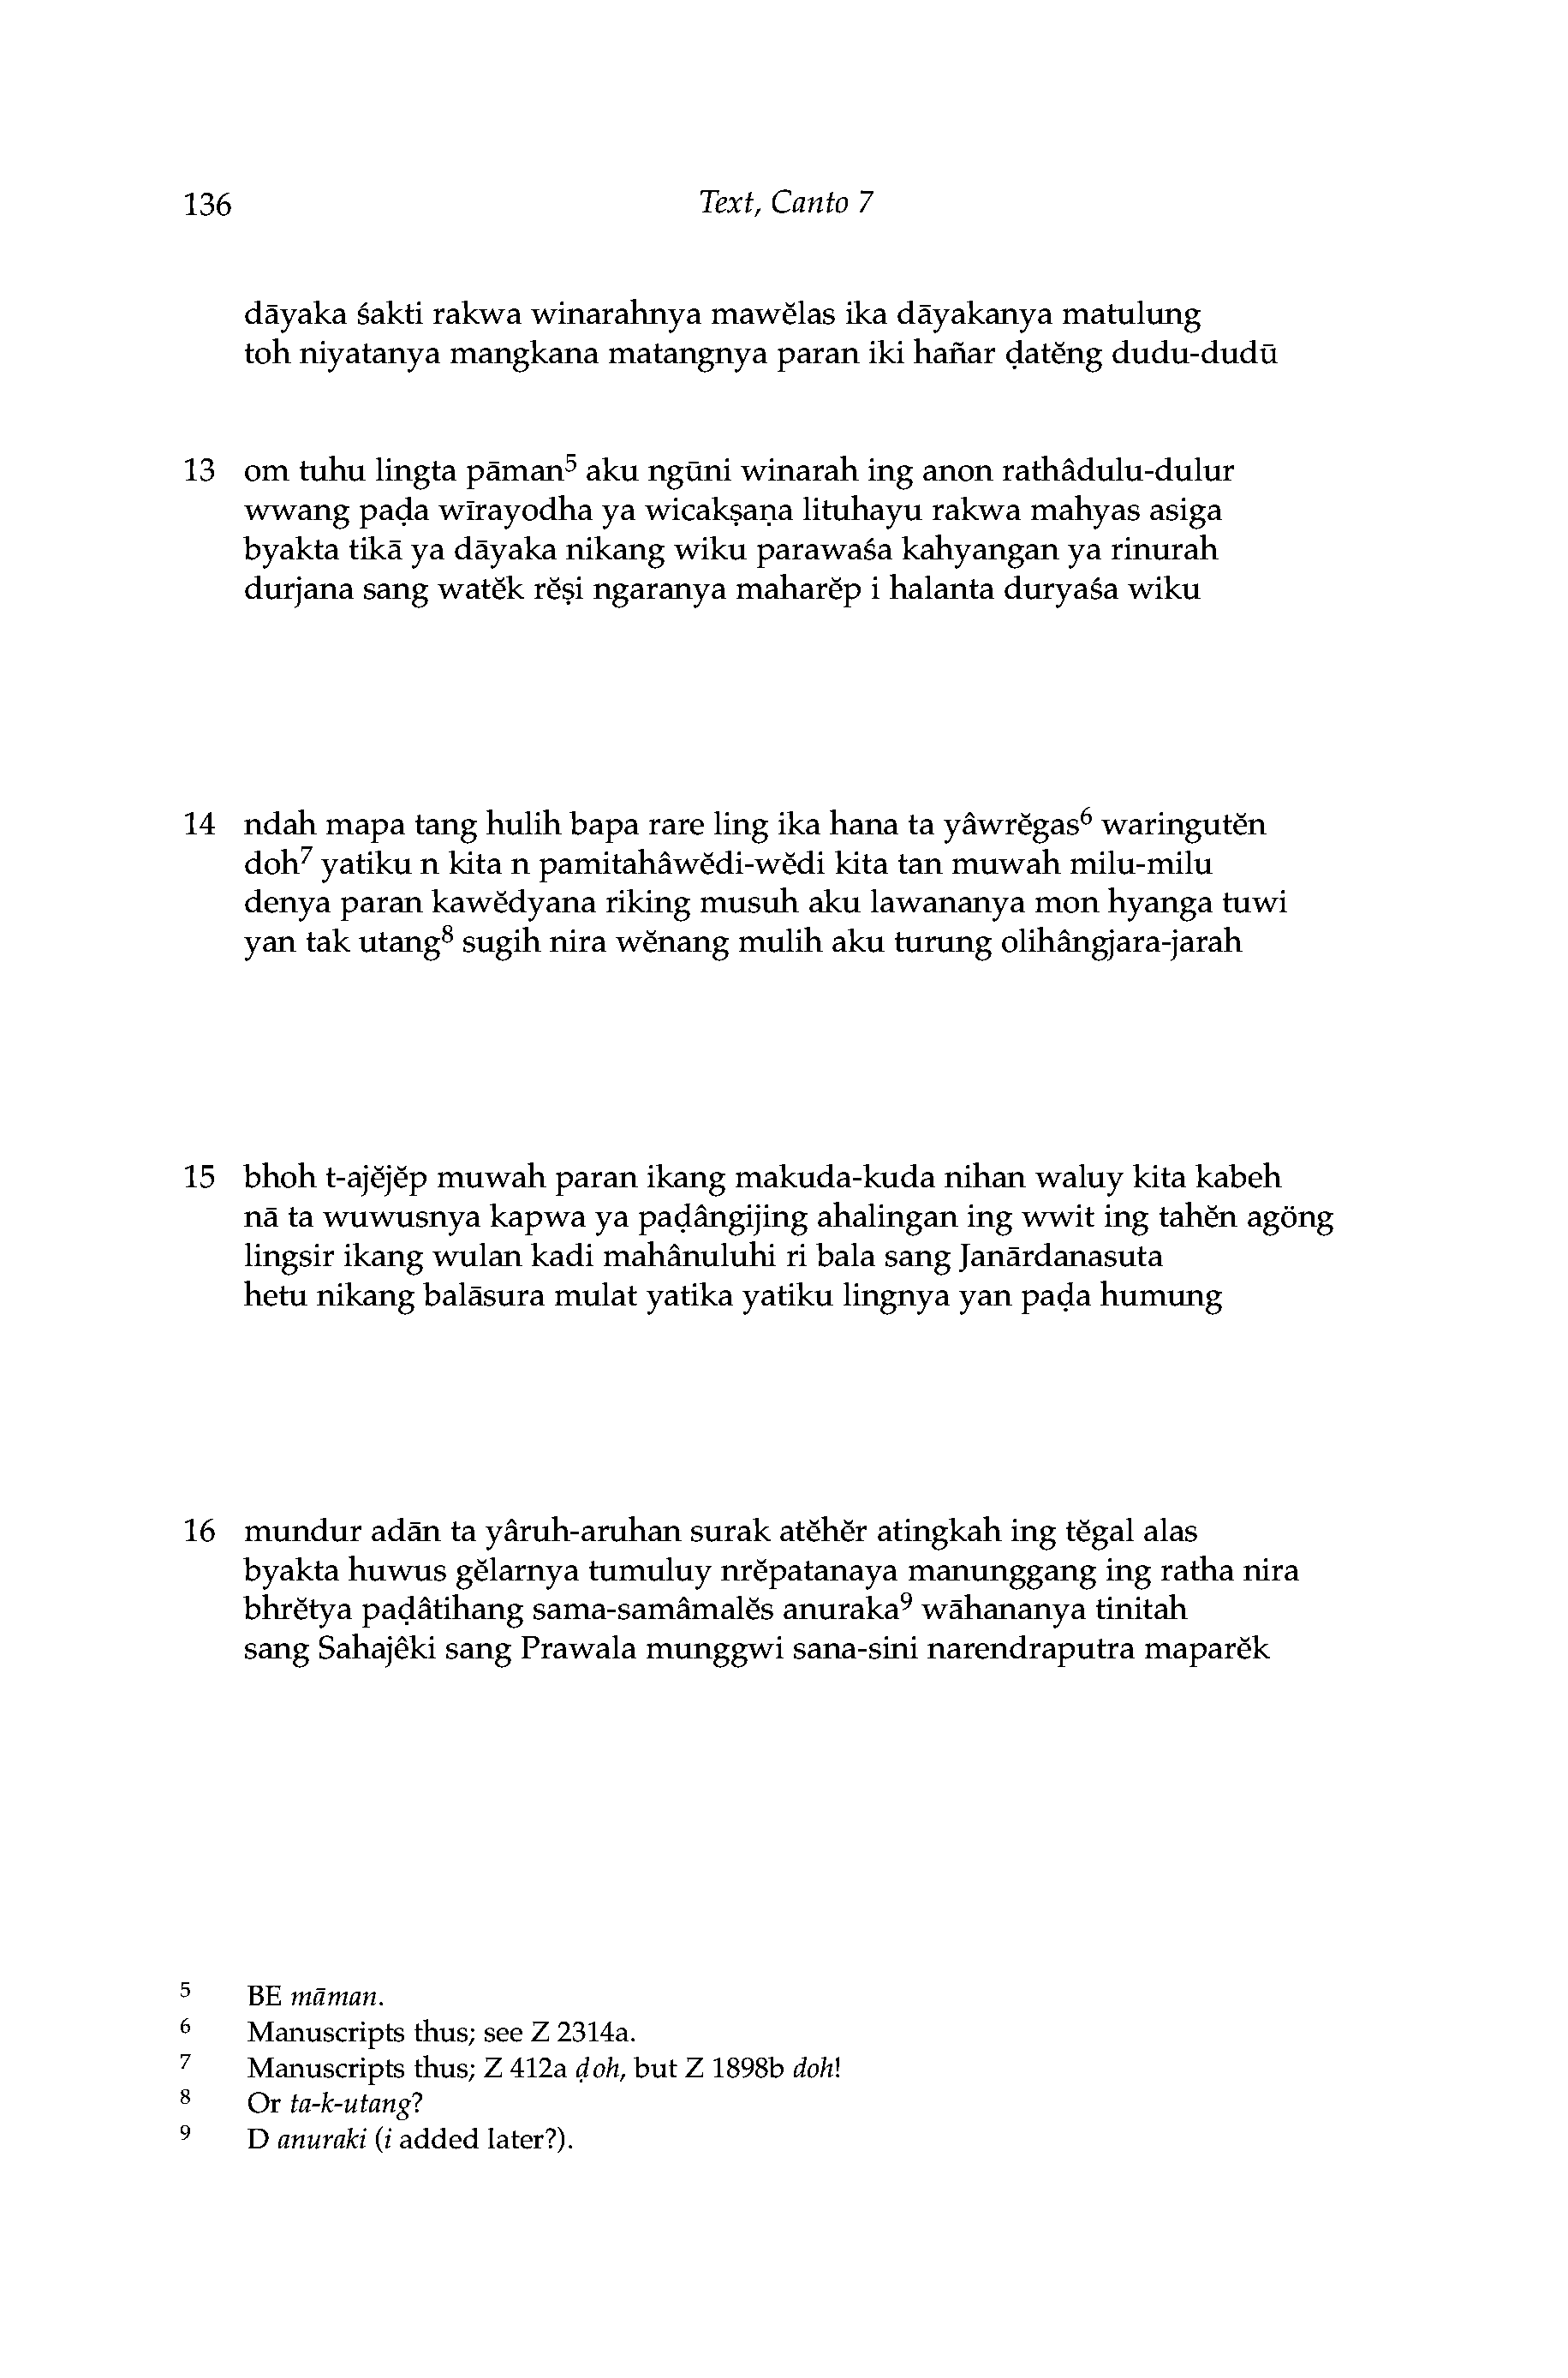 136 Text, Canto 7
dāyaka śakti rakwa winarahnya mawĕlas ika dāyakanya matulung
toh niyatanya mangkana matangnya paran iki hañar ḍatĕng dudu-dudū
13 om tuhu lingta pāman⁵ aku ngūni winarah ing anon rathâdulu-dulur
wwang paḍa wīrayodha ya wicakṣaṇa lituhayu rakwa mahyas asiga
byakta tikā ya dāyaka nikang wiku parawaśa kahyangan ya rinurah
durjana sang watĕk rĕṣi ngaranya maharĕp i halanta duryaśa wiku
14 ndah mapa tang hulih bapa rare ling ika hana ta yâwrĕgas⁶ waringutĕn
doh⁷ yatiku n kita n pamitahâwĕdi-wĕdi kita tan muwah milu-milu
denya paran kawĕdyana riking musuh aku lawananya mon hyanga tuwi
yan tak utang⁸ sugih nira wĕnang mulih aku turung olihângjara-jarah
15 bhoh t-ajĕjĕp muwah paran ikang makuda-kuda nihan waluy kita kabeh
nā ta wuwusnya kapwa ya paḍângijing ahalingan ing wwit ing tahĕn agöng
lingsir ikang wulan kadi mahânuluhi ri bala sang Janārdanasuta
hetu nikang balāsura mulat yatika yatiku lingnya yan paḍa humung
16 mundur adān ta yâruh-aruhan surak atĕhĕr atingkah ing tĕgal alas
byakta huwus gĕlarnya tumuluy nrĕpatanaya manunggang ing ratha nira
bhrĕtya paḍâtihang sama-samâmalĕs anuraka⁹ wāhananya tinitah
sang Sahajêki sang Prawala munggwi sana-sini narendraputra maparĕk
⁵ BE māman.
⁶ Manuscripts thus; see Z 2314a.
⁷ Manuscripts thus; Z 412a ḍoh, but Z 1898b doh!
⁸ Or ta-k-utang?
⁹ D anuraki (i added later?).